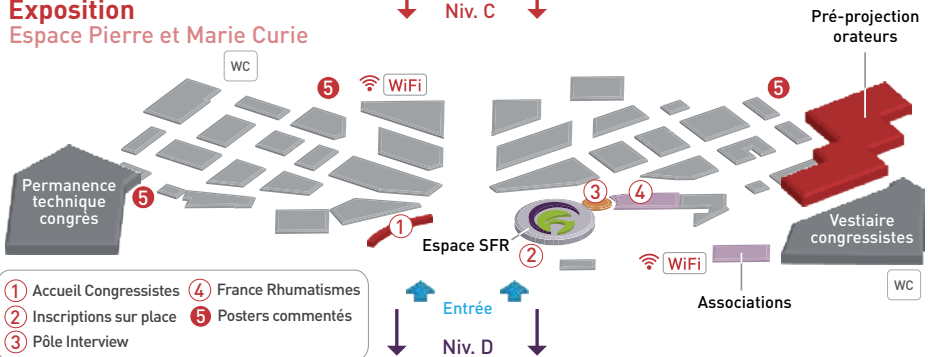 Exposition
Espace Pierre et Marie Curie
Niv. C
Pré-projection
orateurs
WC
5
WiFi
5
Permanence
technique
congrès
5
3
4
1
Espace SFR
2
Vestiaire
congressistes
WiFi
WC
Associations
1 Accueil Congressistes
2 Inscriptions sur place
3 Pôle Interview
4 France Rhumatismes
5 Posters commentés
Entrée
Niv. D